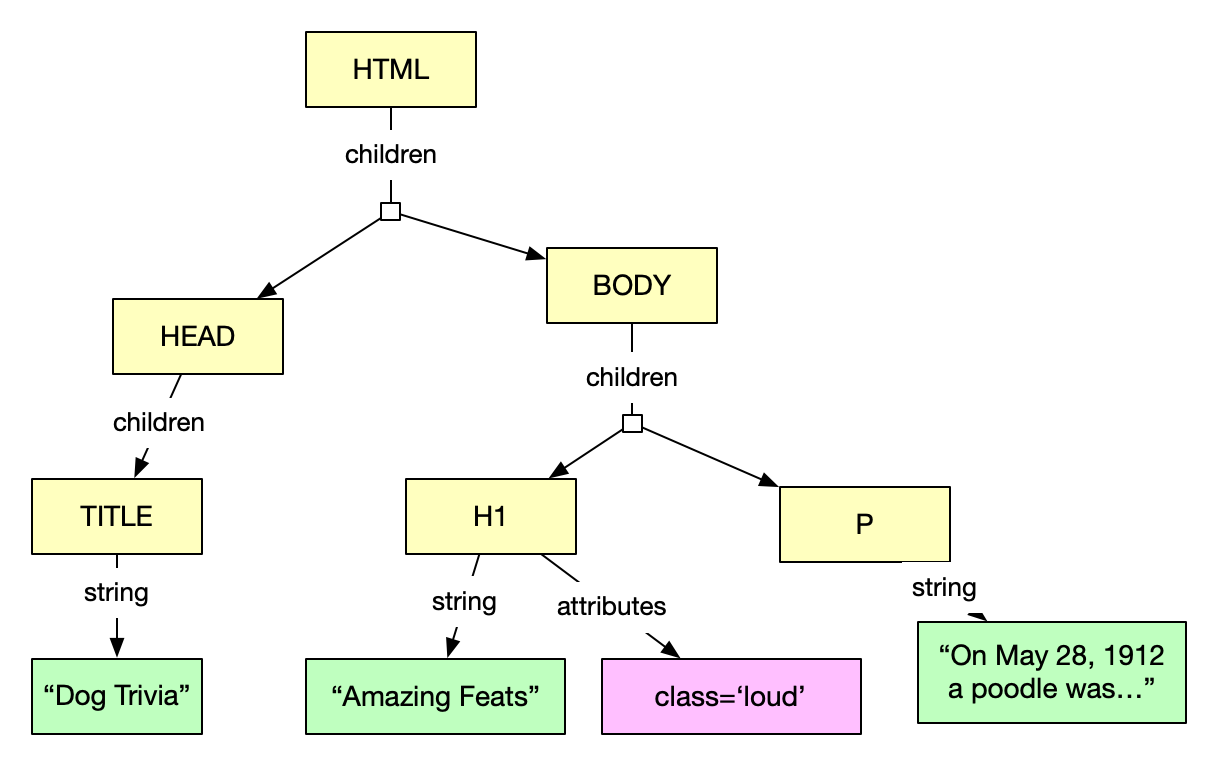 HTML
children
BODY
HEAD
children
children
TITLE
H1
P
string
string
attributes
string
“Dog Trivia”
“Amazing Feats”
class=‘loud’
“On May 28, 1912
a poodle was…”